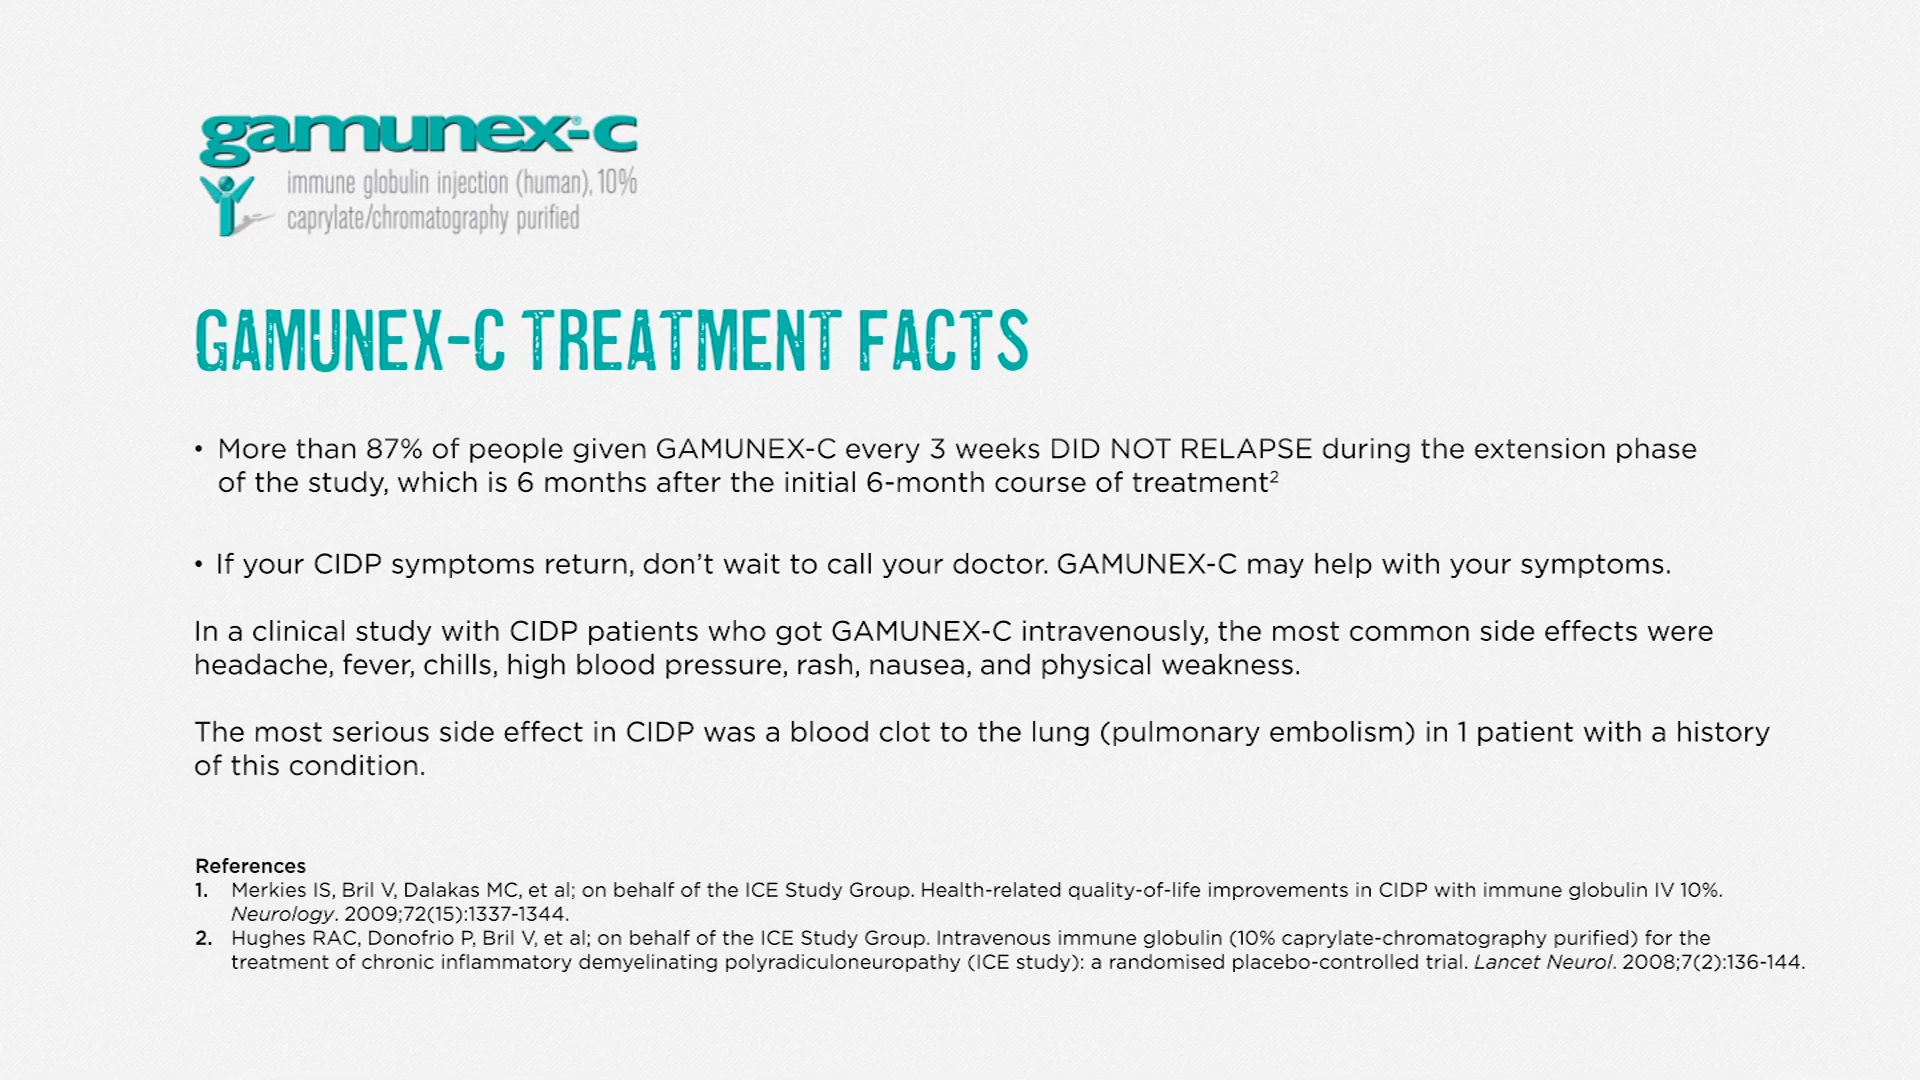 gamunex®-c
immune globulin injection (human), 10%
caprylate/chromatography purified
GAMUNEX-C TREATMENT FACTS
• More than 87% of people given GAMUNEX-C every 3 weeks DID NOT RELAPSE during the extension phase
of the study, which is 6 months after the initial 6-month course of treatment²
• If your CIDP symptoms return, don’t wait to call your doctor. GAMUNEX-C may help with your symptoms.
In a clinical study with CIDP patients who got GAMUNEX-C intravenously, the most common side effects were
headache, fever, chills, high blood pressure, rash, nausea, and physical weakness.
The most serious side effect in CIDP was a blood clot to the lung (pulmonary embolism) in 1 patient with a history
of this condition.
References
1. Merkies IS, Bril V, Dalakas MC, et al; on behalf of the ICE Study Group. Health-related quality-of-life improvements in CIDP with immune globulin IV 10%.
Neurology. 2009;72(15):1337-1344.
2. Hughes RAC, Donofrio P, Bril V, et al; on behalf of the ICE Study Group. Intravenous immune globulin (10% caprylate-chromatography purified) for the
treatment of chronic inflammatory demyelinating polyradiculoneuropathy (ICE study): a randomised placebo-controlled trial. Lancet Neurol. 2008;7(2):136-144.